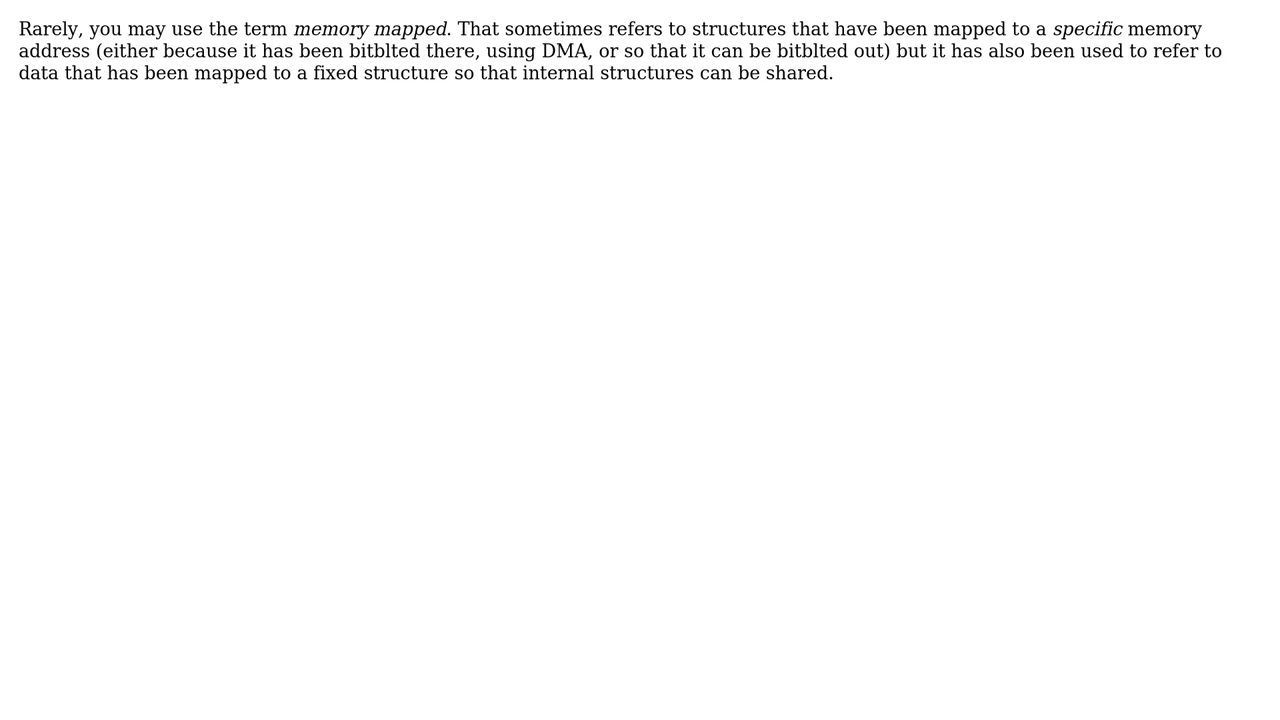 Rarely, you may use the term memory mapped. That sometimes refers to structures that have been mapped to a specific memory
address (either because it has been bitblted there, using DMA, or so that it can be bitblted out) but it has also been used to refer to
data that has been mapped to a fixed structure so that internal structures can be shared.